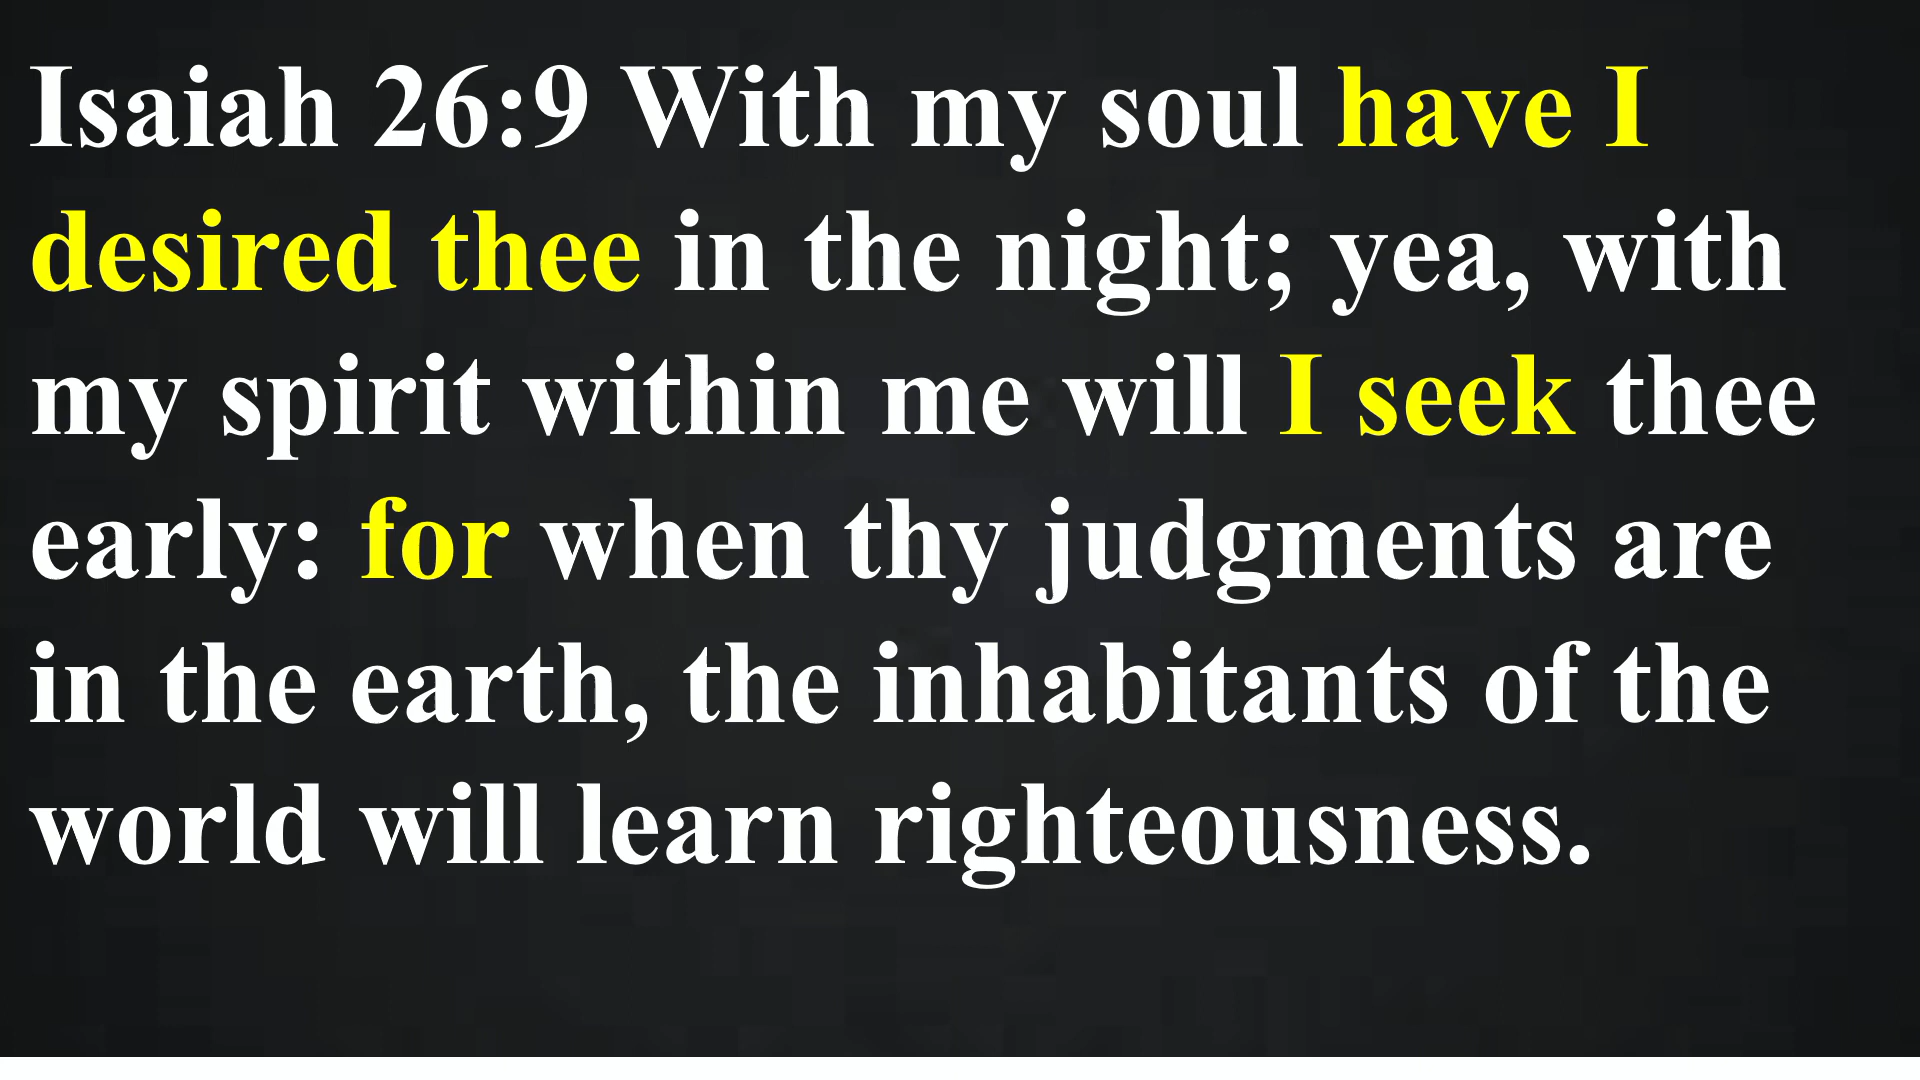 Isaiah 26:9 With my soul have I
desired thee in the night; yea, with
my spirit within me will I seek thee
early: for when thy judgments are
in the earth, the inhabitants of the
world will learn righteousness.